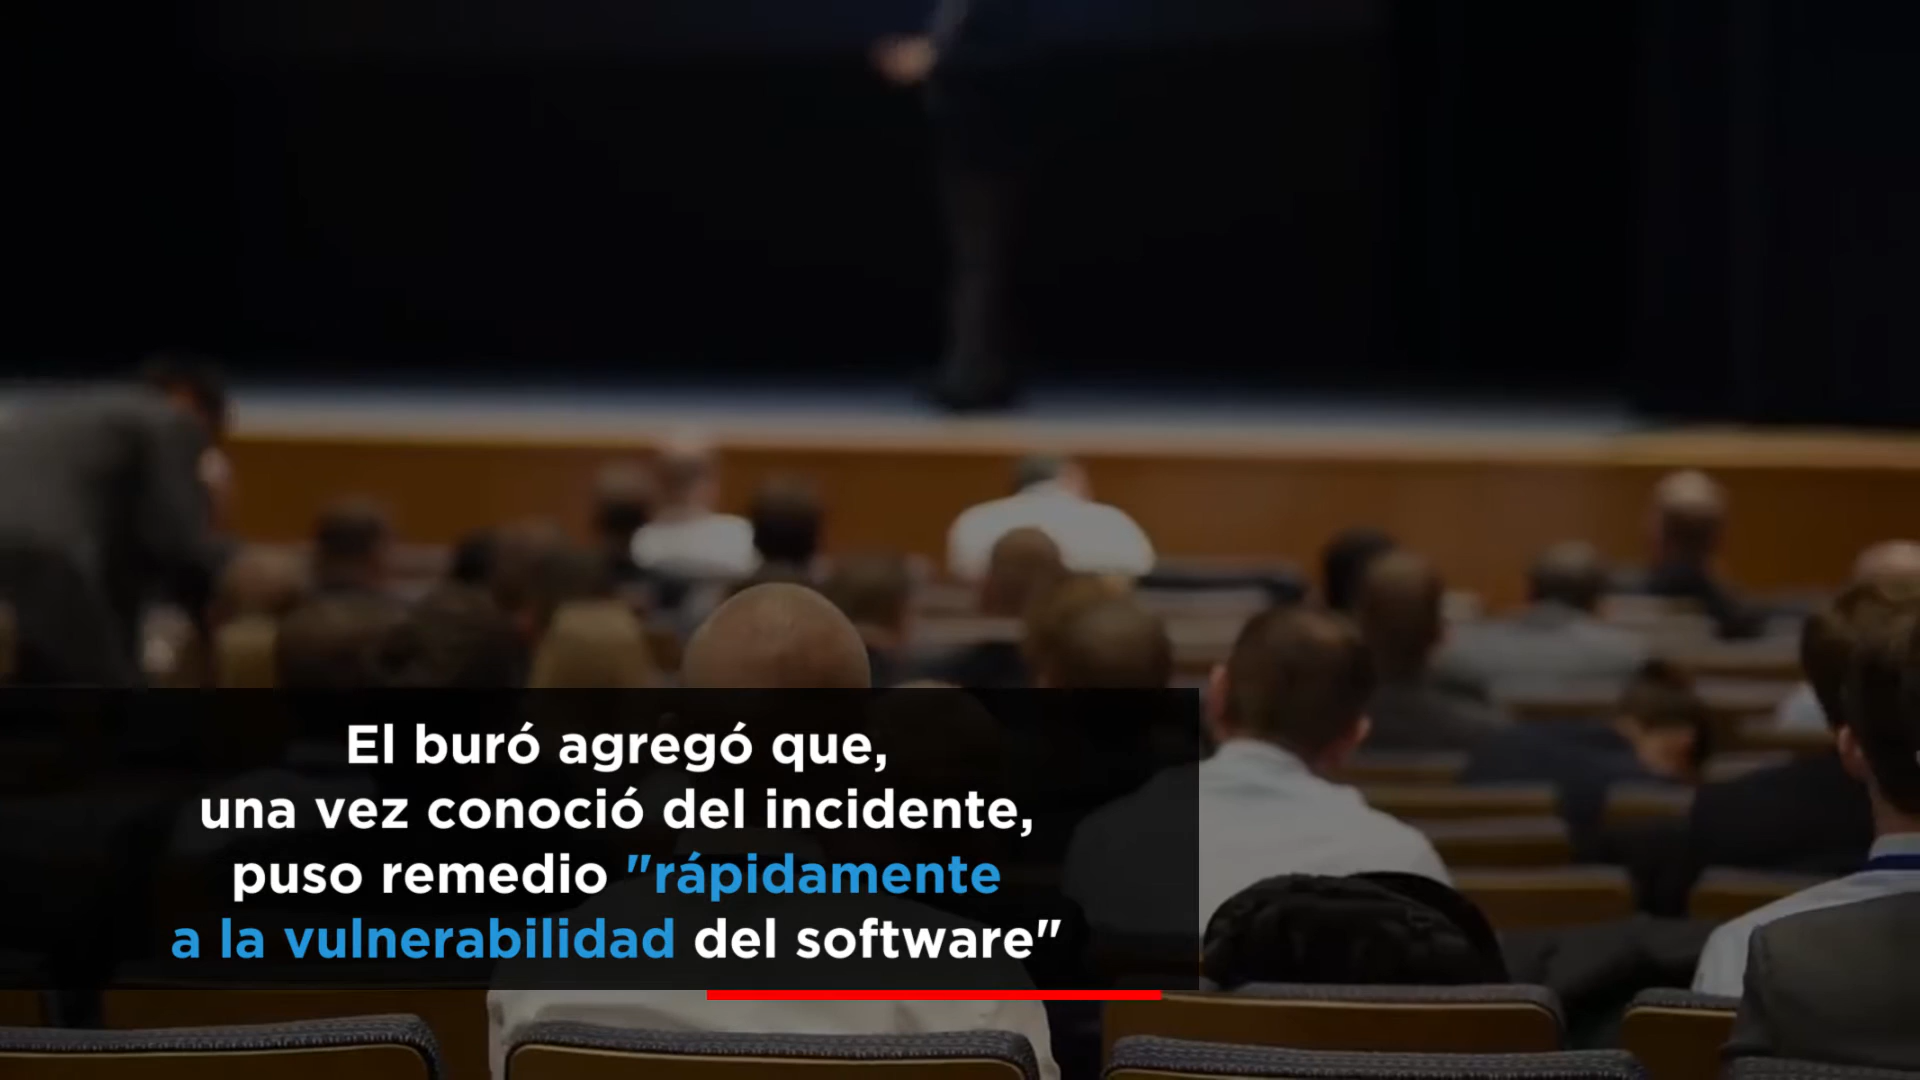 El buró agregó que,
una vez conoció del incidente,
puso remedio "rápidamente
a la vulnerabilidad del software"